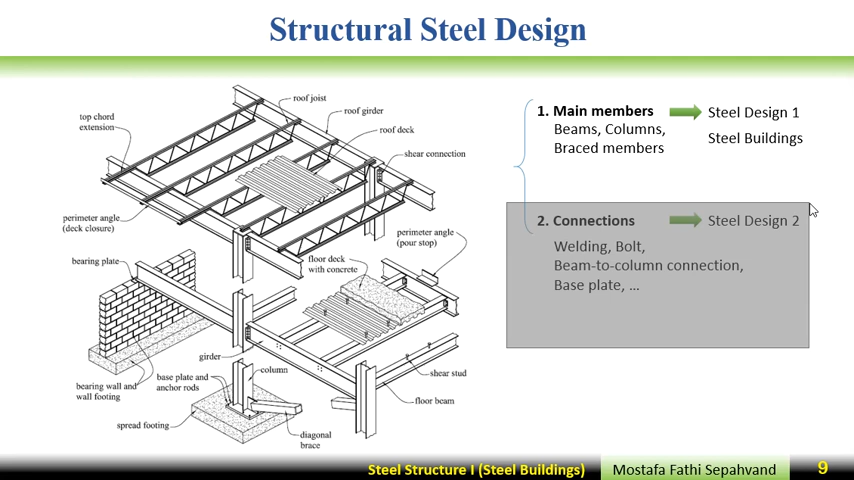 Structural Steel Design
roof joist
roof girder
top chord
extension
roof deck
shear connection
perimeter angle
(deck closure)
perimeter angle
(pour stop)
bearing plate
floor deck
with concrete
girder
column
bearing wall and
wall footing
base plate and
anchor rods
shear stud
floor beam
spread footing
diagonal
brace
1. Main members
Beams, Columns,
Braced members
Steel Design 1
Steel Buildings
2. Connections
Steel Design 2
Welding, Bolt,
Beam-to-column connection,
Base plate, ...
Steel Structure I (Steel Buildings)
Mostafa Fathi Sepahvand
9